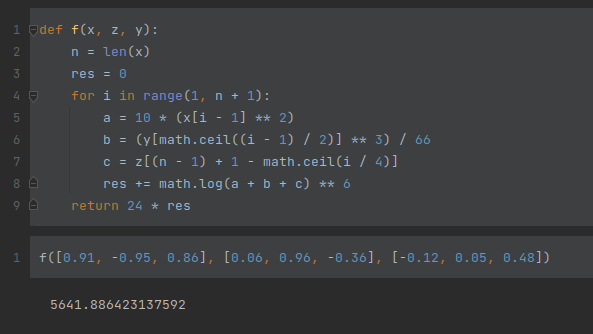 1 def f(x, z, y):
2 n = len(x)
3 res = 0
4 for i in range(1, n + 1):
5 a = 10 * (x[i - 1] ** 2)
6 b = (y[math.ceil((i - 1) / 2)] ** 3) / 66
7 c = z[(n - 1) + 1 - math.ceil(i / 4)]
8 res += math.log(a + b + c) ** 6
9 return 24 * res
1 f([0.91, -0.95, 0.86], [0.06, 0.96, -0.36], [-0.12, 0.05, 0.48])
5641.886423137592